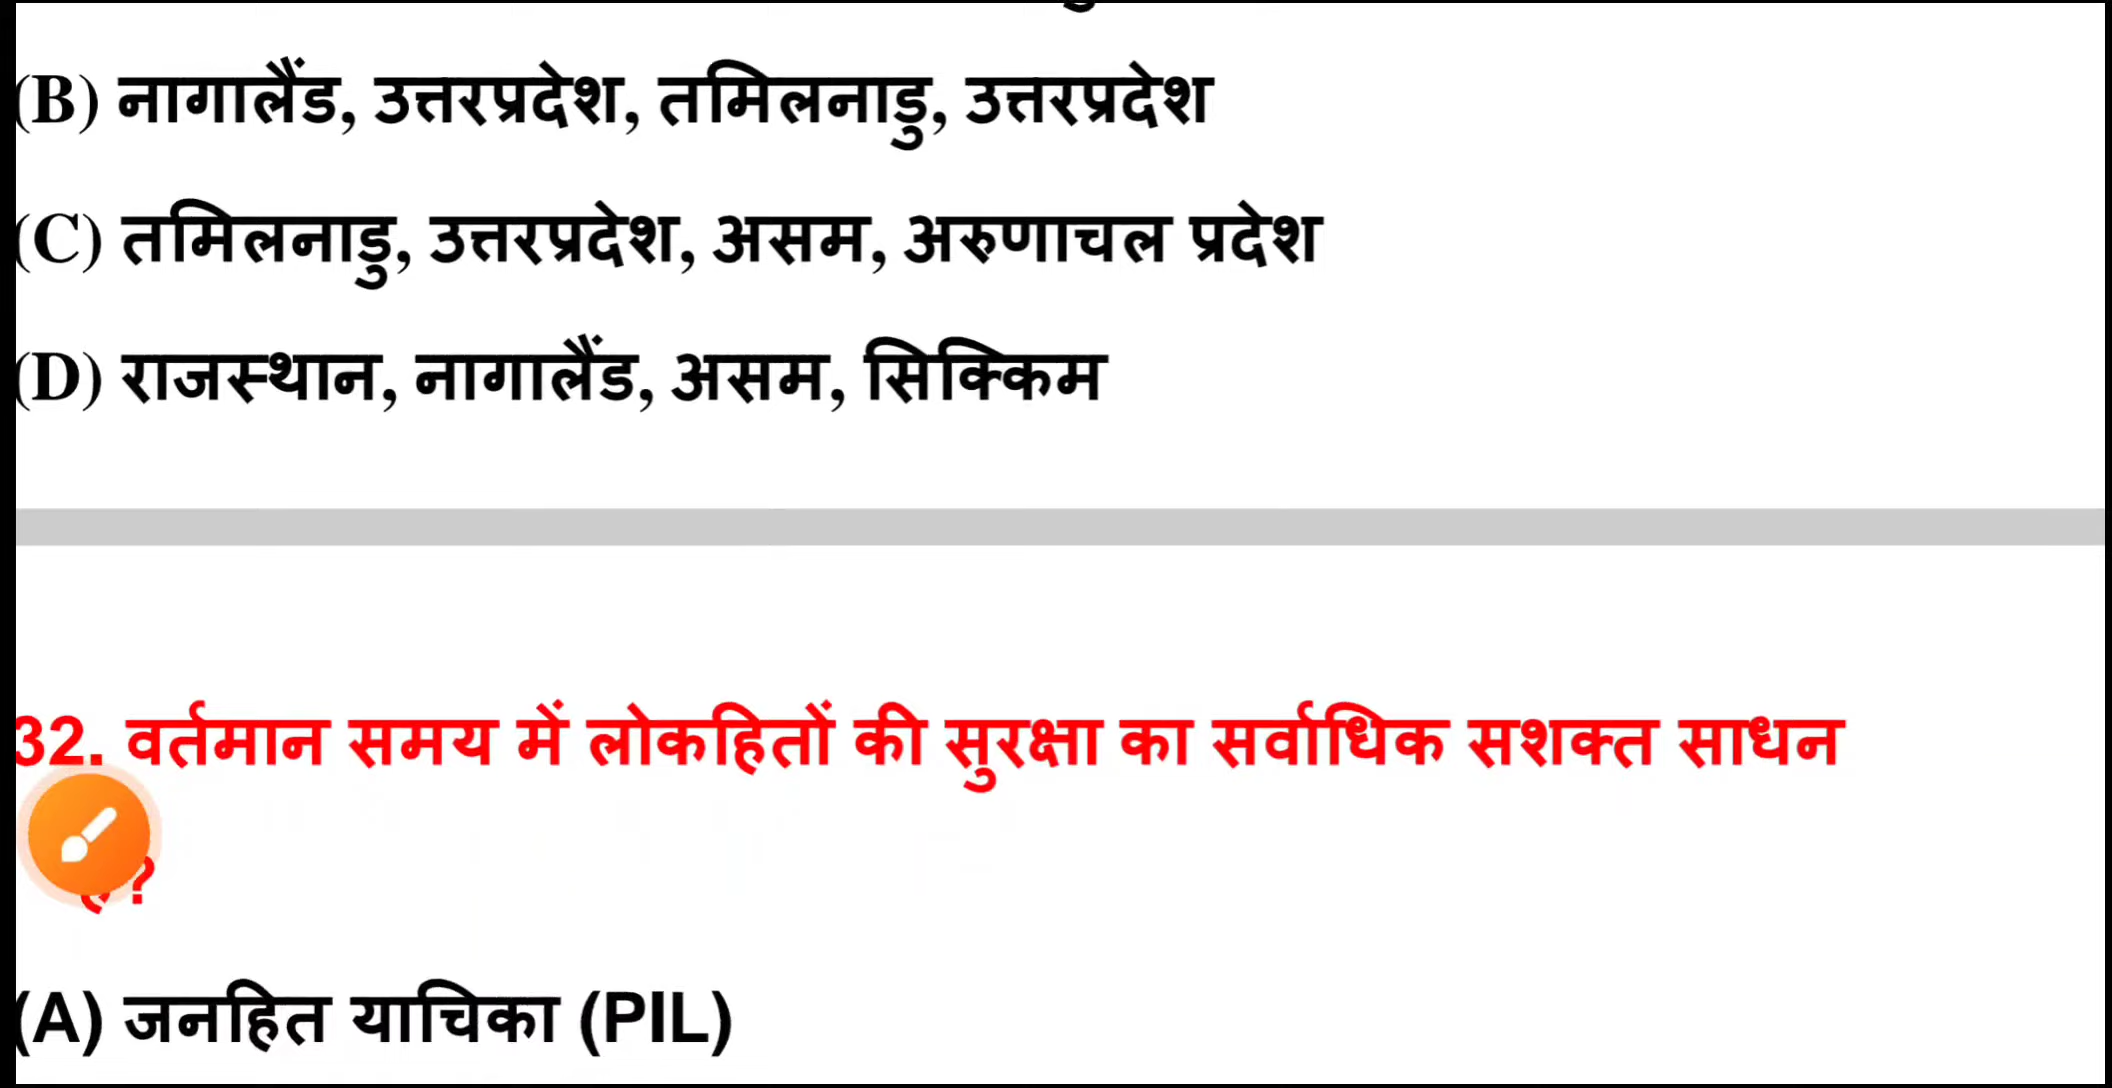 (B) नागालैंड, उत्तरप्रदेश, तमिलनाडु, उत्तरप्रदेश
(C) तमिलनाडु, उत्तरप्रदेश, असम, अरुणाचल प्रदेश
(D) राजस्थान, नागालैंड, असम, सिक्किम
32. वर्तमान समय में लोकहितों की सुरक्षा का सर्वाधिक सशक्त साधन
?
(A) जनहित याचिका (PIL)